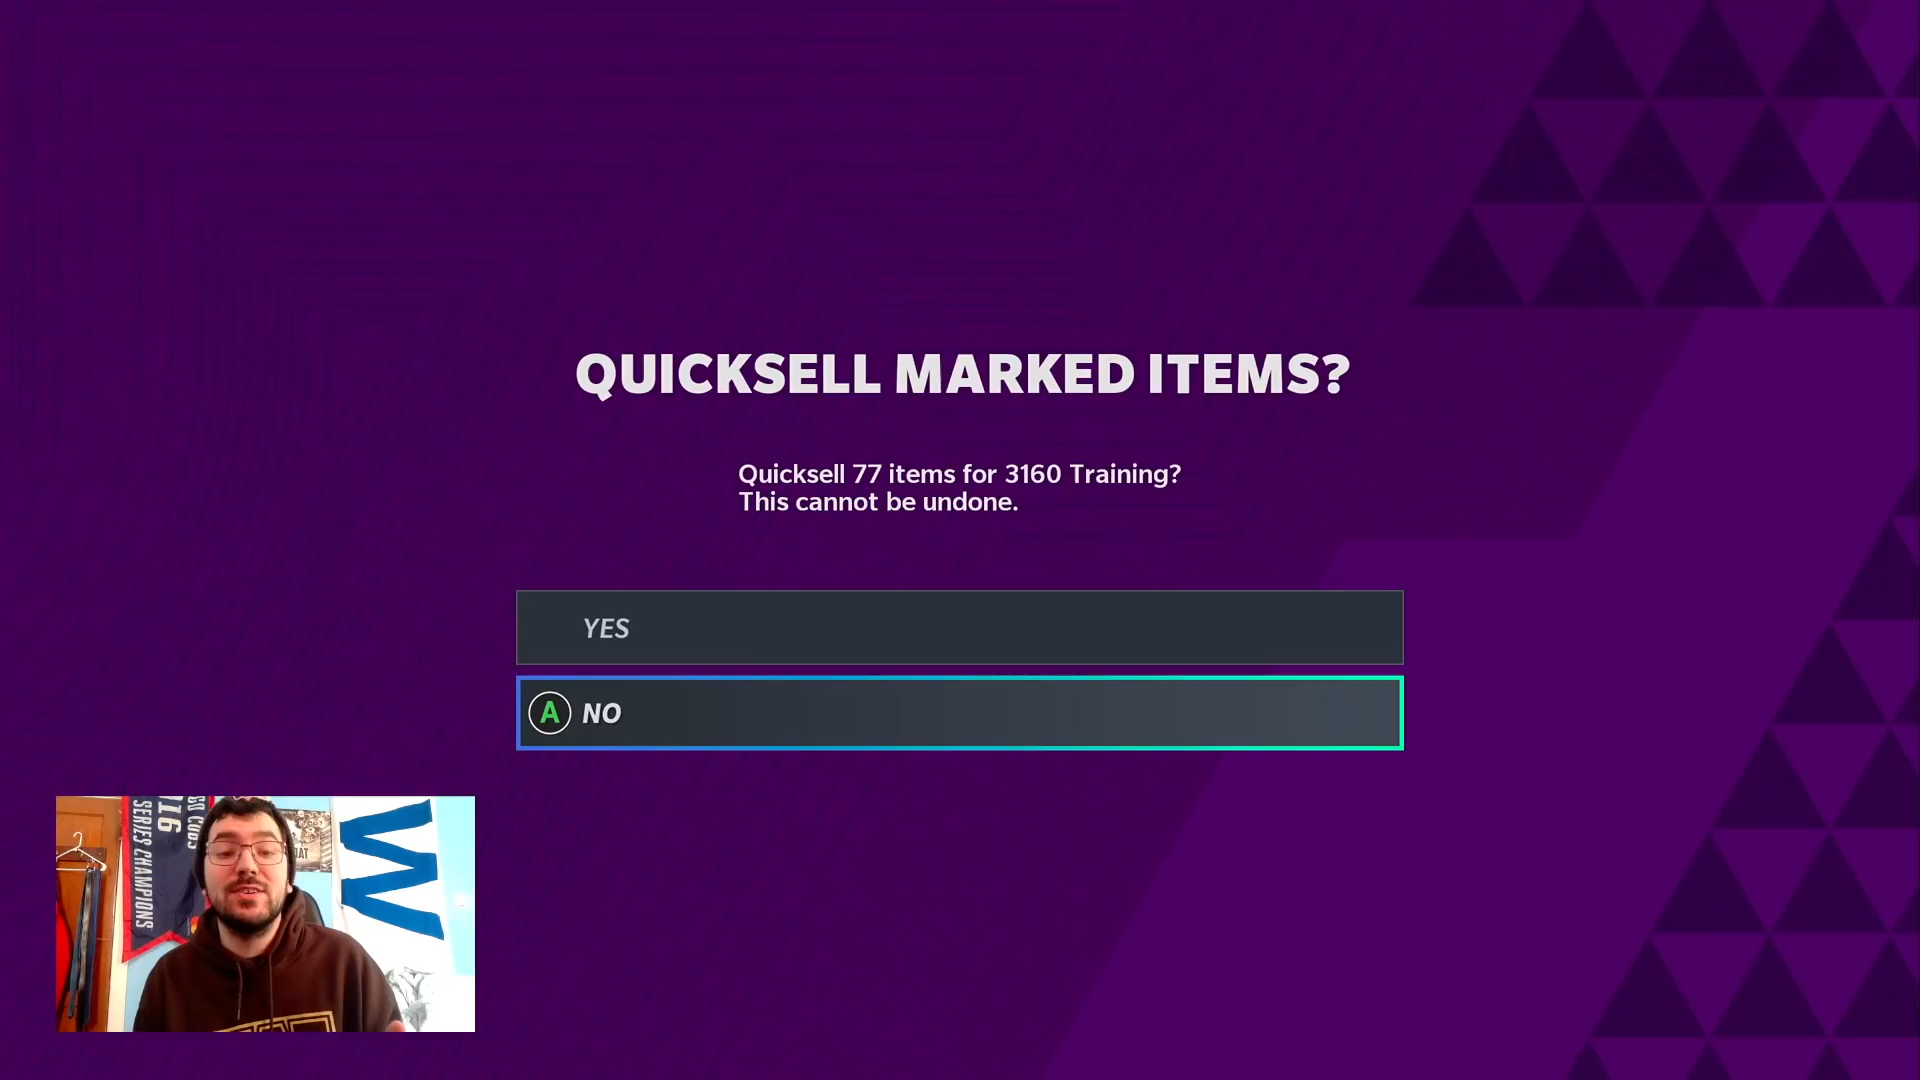 QUICKSELL MARKED ITEMS?
Quicksell 77 items for 3160 Training?
This cannot be undone.
YES
A NO
SERIES CHAMPIONS
W